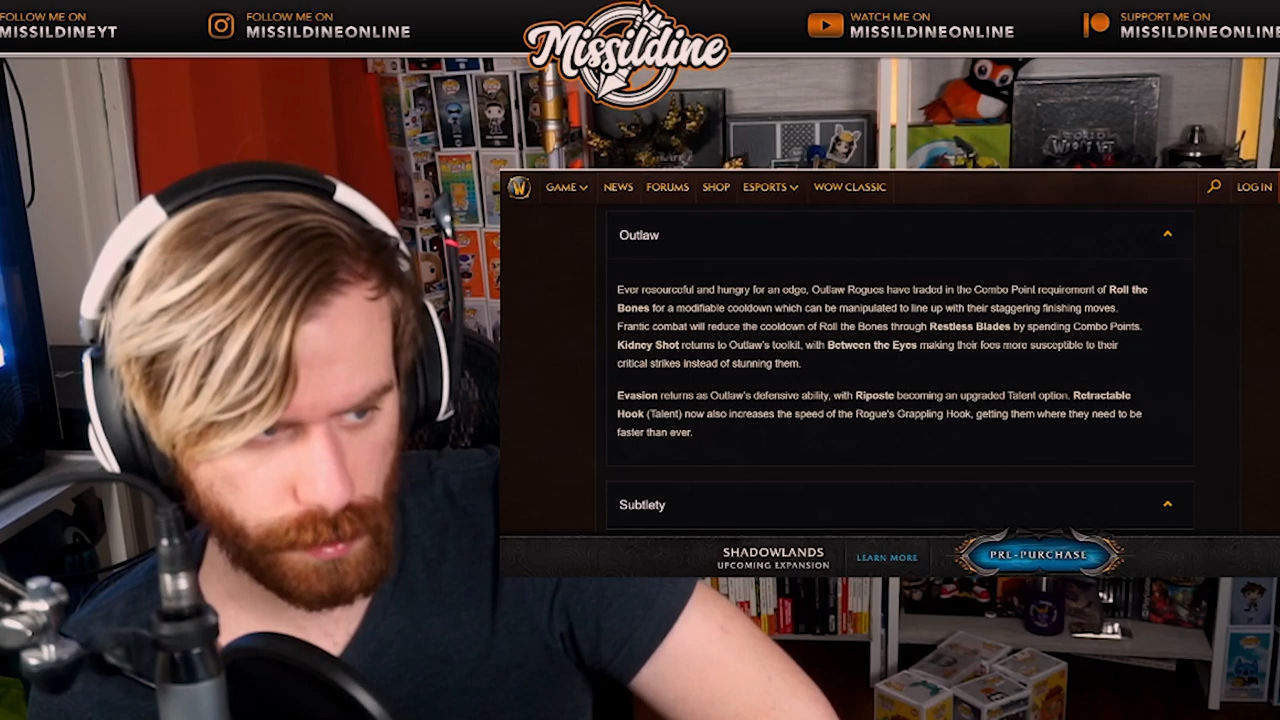 FOLLOW ME ON
MISSILDINEYT
FOLLOW ME ON
MISSILDINEONLINE
Missildine
WATCH ME ON
MISSILDINEONLINE
SUPPORT ME ON
MISSILDINEONLINE
WORLD
WARCRAFT
GAME NEWS FORUMS SHOP ESPORTS WOW CLASSIC LOG IN
Outlaw
Ever resourceful and hungry for an edge, Outlaw Rogues have traded in the Combo Point requirement of Roll the
Bones for a modifiable cooldown which can be manipulated to line up with their staggering finishing moves.
Frantic combat will reduce the cooldown of Roll the Bones through Restless Blades by spending Combo Points.
Kidney Shot returns to Outlaw's toolkit, with Between the Eyes making their foes more susceptible to their
critical strikes instead of stunning them.
Evasion returns as Outlaw's defensive ability, with Riposte becoming an upgraded Talent option. Retractable
Hook (Talent) now also increases the speed of the Rogue's Grappling Hook, getting them where they need to be
faster than ever.
Subtlety
SHADOWLANDS
UPCOMING EXPANSION
LEARN MORE
PRE-PURCHASE